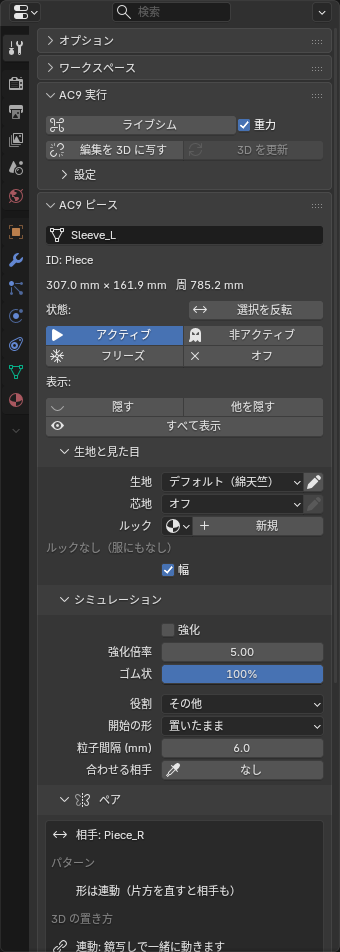 検索
オプション
ワークスペース
AC9 実行
ライブシム
重力
編集を 3D に写す
3D を更新
設定
AC9 ピース
Sleeve_L
ID: Piece
307.0 mm × 161.9 mm 周 785.2 mm
状態:
選択を反転
アクティブ
非アクティブ
フリーズ
オフ
表示:
隠す
他を隠す
すべて表示
生地と見た目
生地
デフォルト（綿天竺）
芯地
オフ
ルック
新規
ルックなし（服にもなし）
幅
シミュレーション
強化
強化倍率
5.00
ゴム状
100%
役割
その他
開始の形
置いたまま
粒子間隔 (mm)
6.0
合わせる相手
なし
ペア
相手: Piece_R
パターン
形は連動（片方を直すと相手も）
3D の置き方
連動: 鏡写しで一緒に動きます